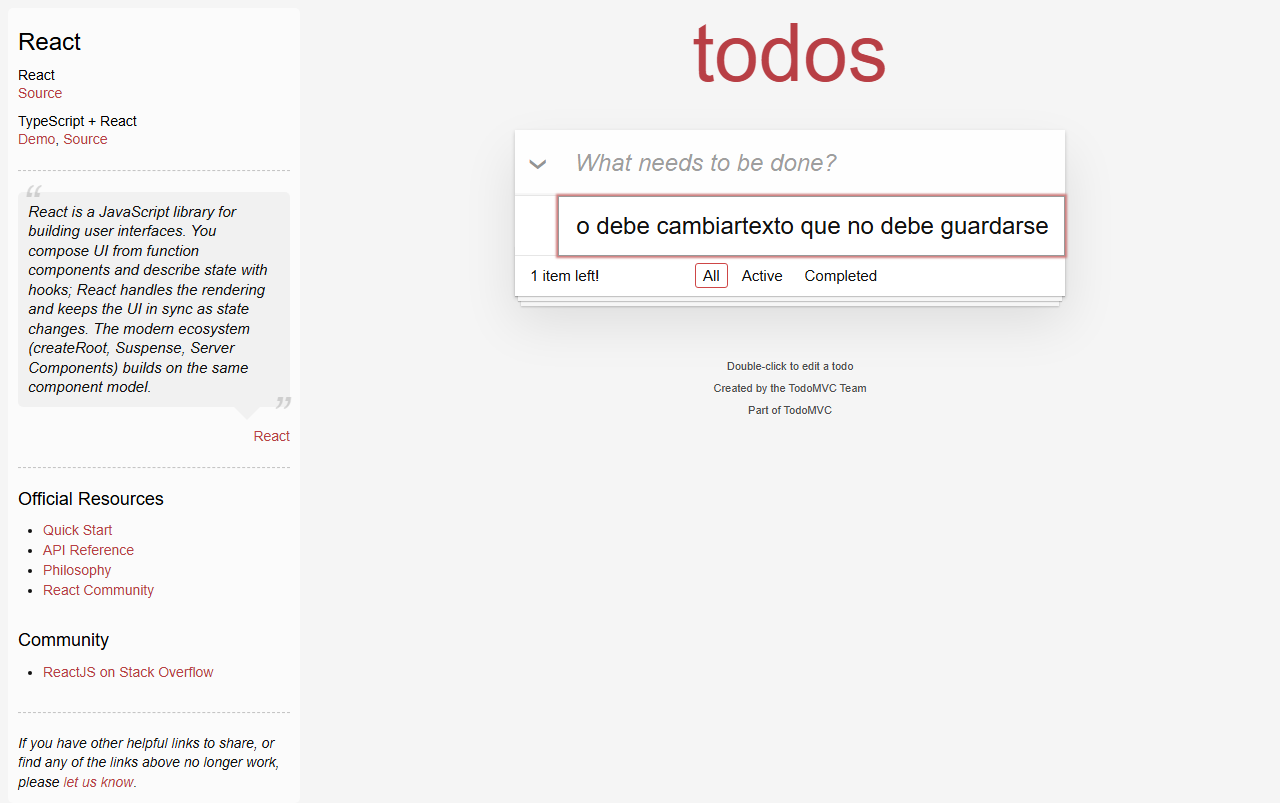 React
React
Source
TypeScript + React
Demo, Source
“
React is a JavaScript library for
building user interfaces. You
compose UI from function
components and describe state with
hooks; React handles the rendering
and keeps the UI in sync as state
changes. The modern ecosystem
(createRoot, Suspense, Server
Components) builds on the same
component model.
”
React
Official Resources
Quick Start
API Reference
Philosophy
React Community
Community
ReactJS on Stack Overflow
If you have other helpful links to share, or
find any of the links above no longer work,
please let us know.
todos
What needs to be done?
o debe cambiartexto que no debe guardarse
1 item left!
All Active Completed
Double-click to edit a todo
Created by the TodoMVC Team
Part of TodoMVC